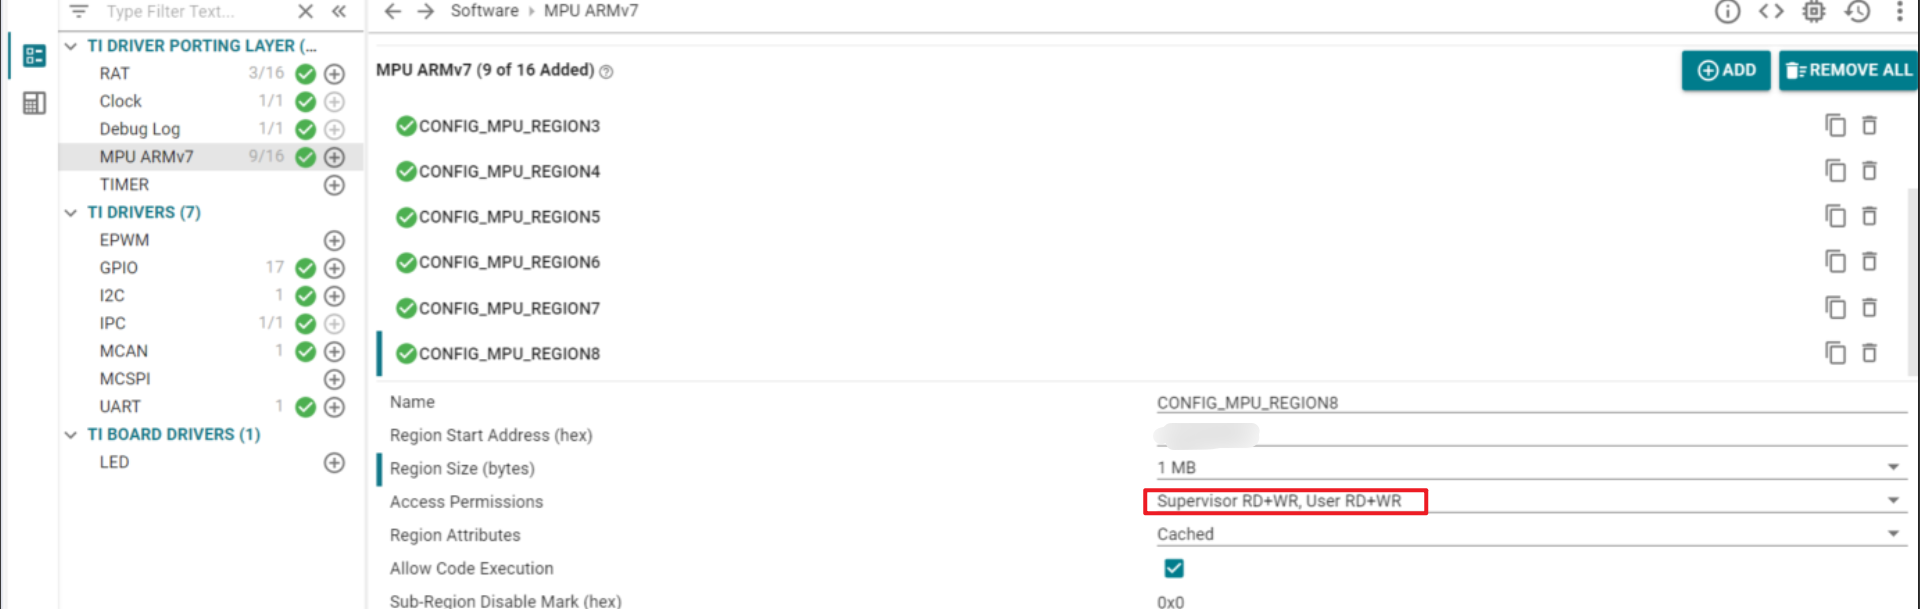 Type Filter Text...
Software › MPU ARMv7
TI DRIVER PORTING LAYER (...
RAT 3/16
Clock 1/1
Debug Log 1/1
MPU ARMv7 9/16
TIMER
TI DRIVERS (7)
EPWM
GPIO 17
I2C 1
IPC 1/1
MCAN 1
MCSPI
UART 1
TI BOARD DRIVERS (1)
LED
MPU ARMv7 (9 of 16 Added)
ADD
REMOVE ALL
CONFIG_MPU_REGION3
CONFIG_MPU_REGION4
CONFIG_MPU_REGION5
CONFIG_MPU_REGION6
CONFIG_MPU_REGION7
CONFIG_MPU_REGION8
Name CONFIG_MPU_REGION8
Region Start Address (hex)
Region Size (bytes) 1 MB
Access Permissions Supervisor RD+WR, User RD+WR
Region Attributes Cached
Allow Code Execution
Sub-Region Disable Mark (hex) 0x0